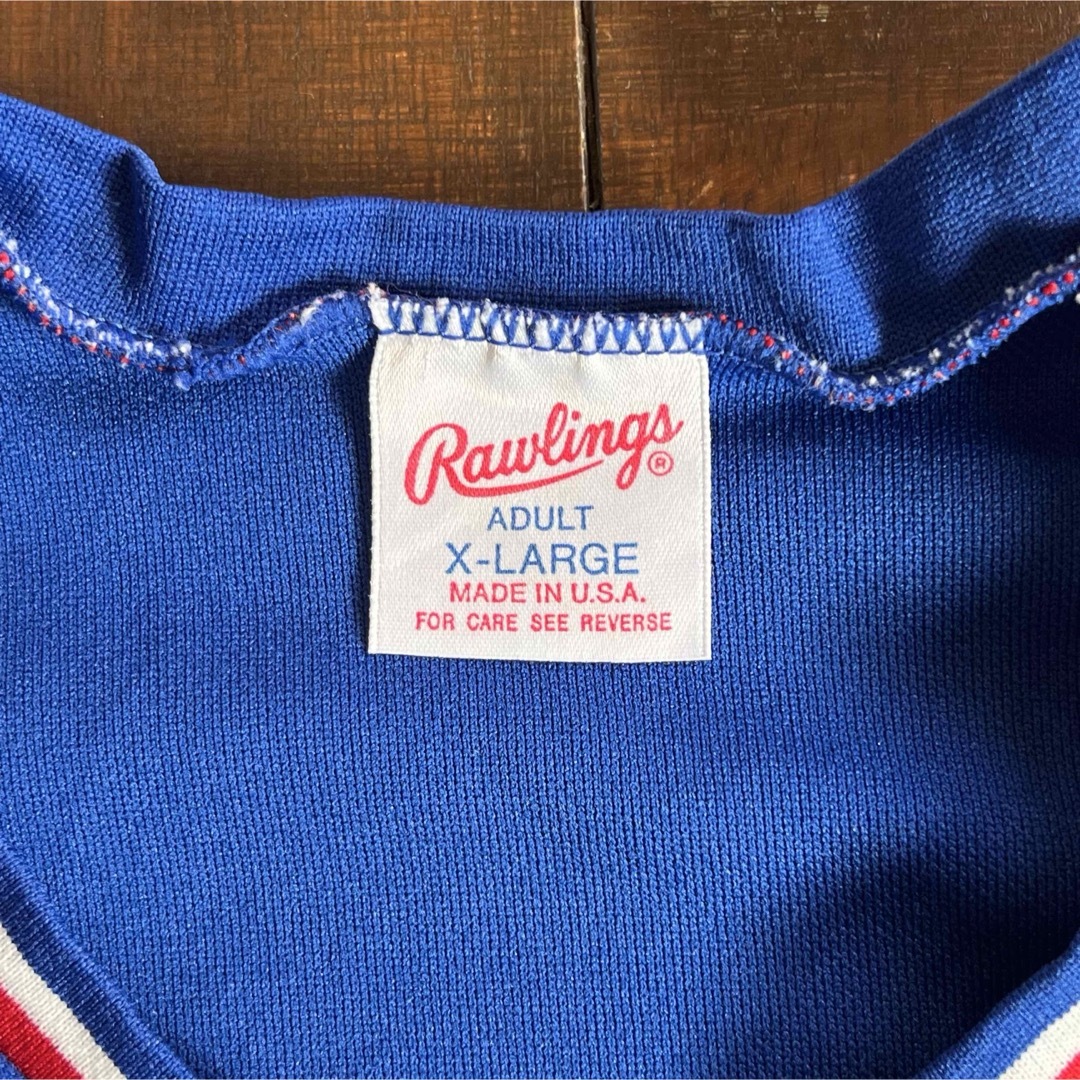 Rawlings®
ADULT
X-LARGE
MADE IN U.S.A.
FOR CARE SEE REVERSE